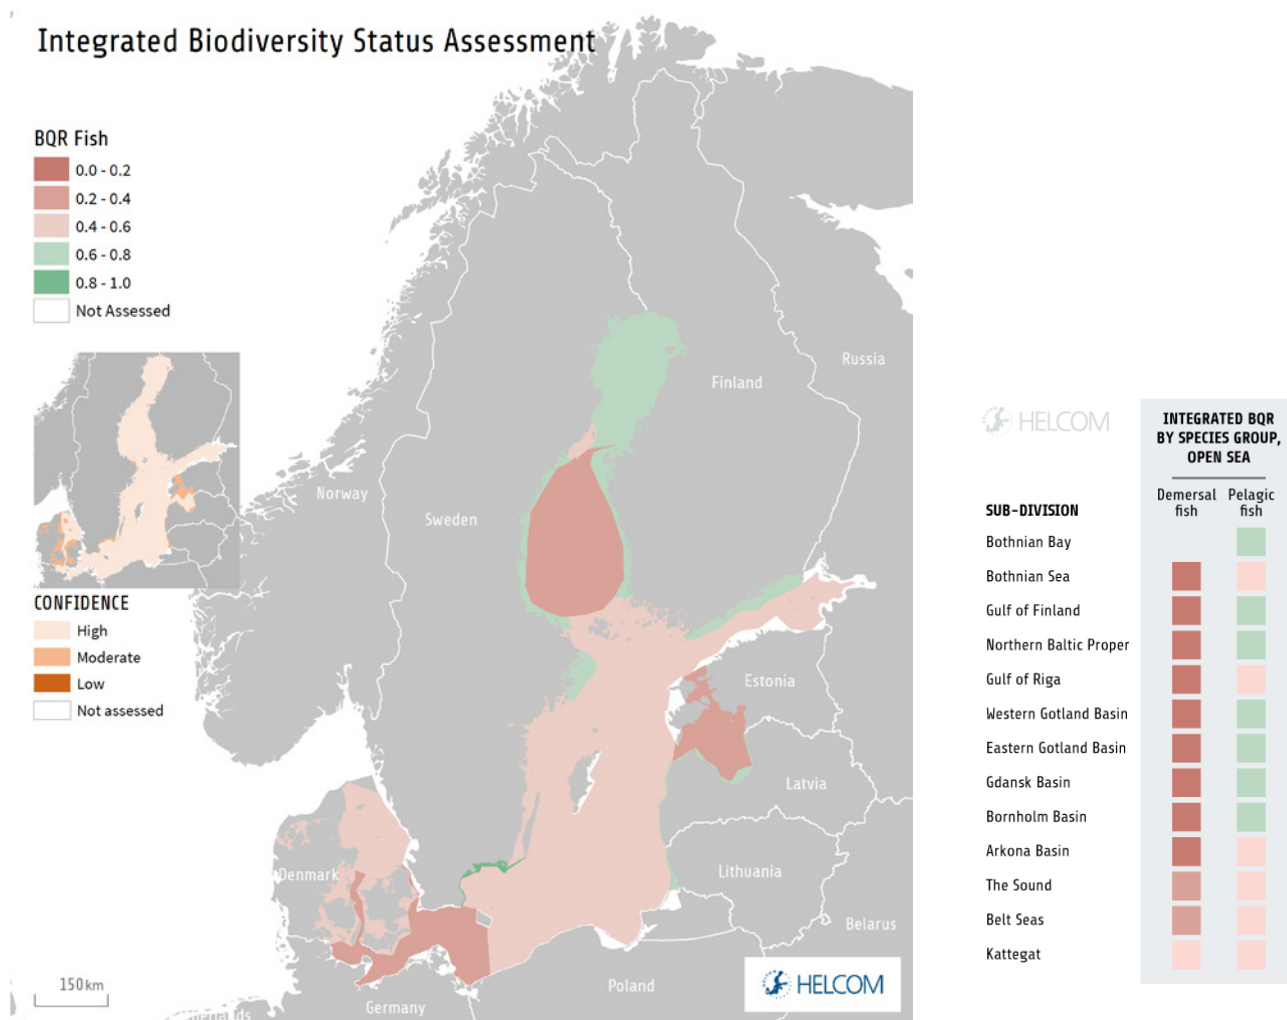 Integrated Biodiversity Status Assessment
BQR Fish
0.0 - 0.2
0.2 - 0.4
0.4 - 0.6
0.6 - 0.8
0.8 - 1.0
Not Assessed
CONFIDENCE
High
Moderate
Low
Not assessed
Norway
Sweden
Finland
Russia
Estonia
Latvia
Lithuania
Belarus
Denmark
Poland
Germany
150km
HELCOM
HELCOM
INTEGRATED BQR
BY SPECIES GROUP,
OPEN SEA
SUB-DIVISION
Demersal fish
Pelagic fish
Bothnian Bay
Bothnian Sea
Gulf of Finland
Northern Baltic Proper
Gulf of Riga
Western Gotland Basin
Eastern Gotland Basin
Gdansk Basin
Bornholm Basin
Arkona Basin
The Sound
Belt Seas
Kattegat